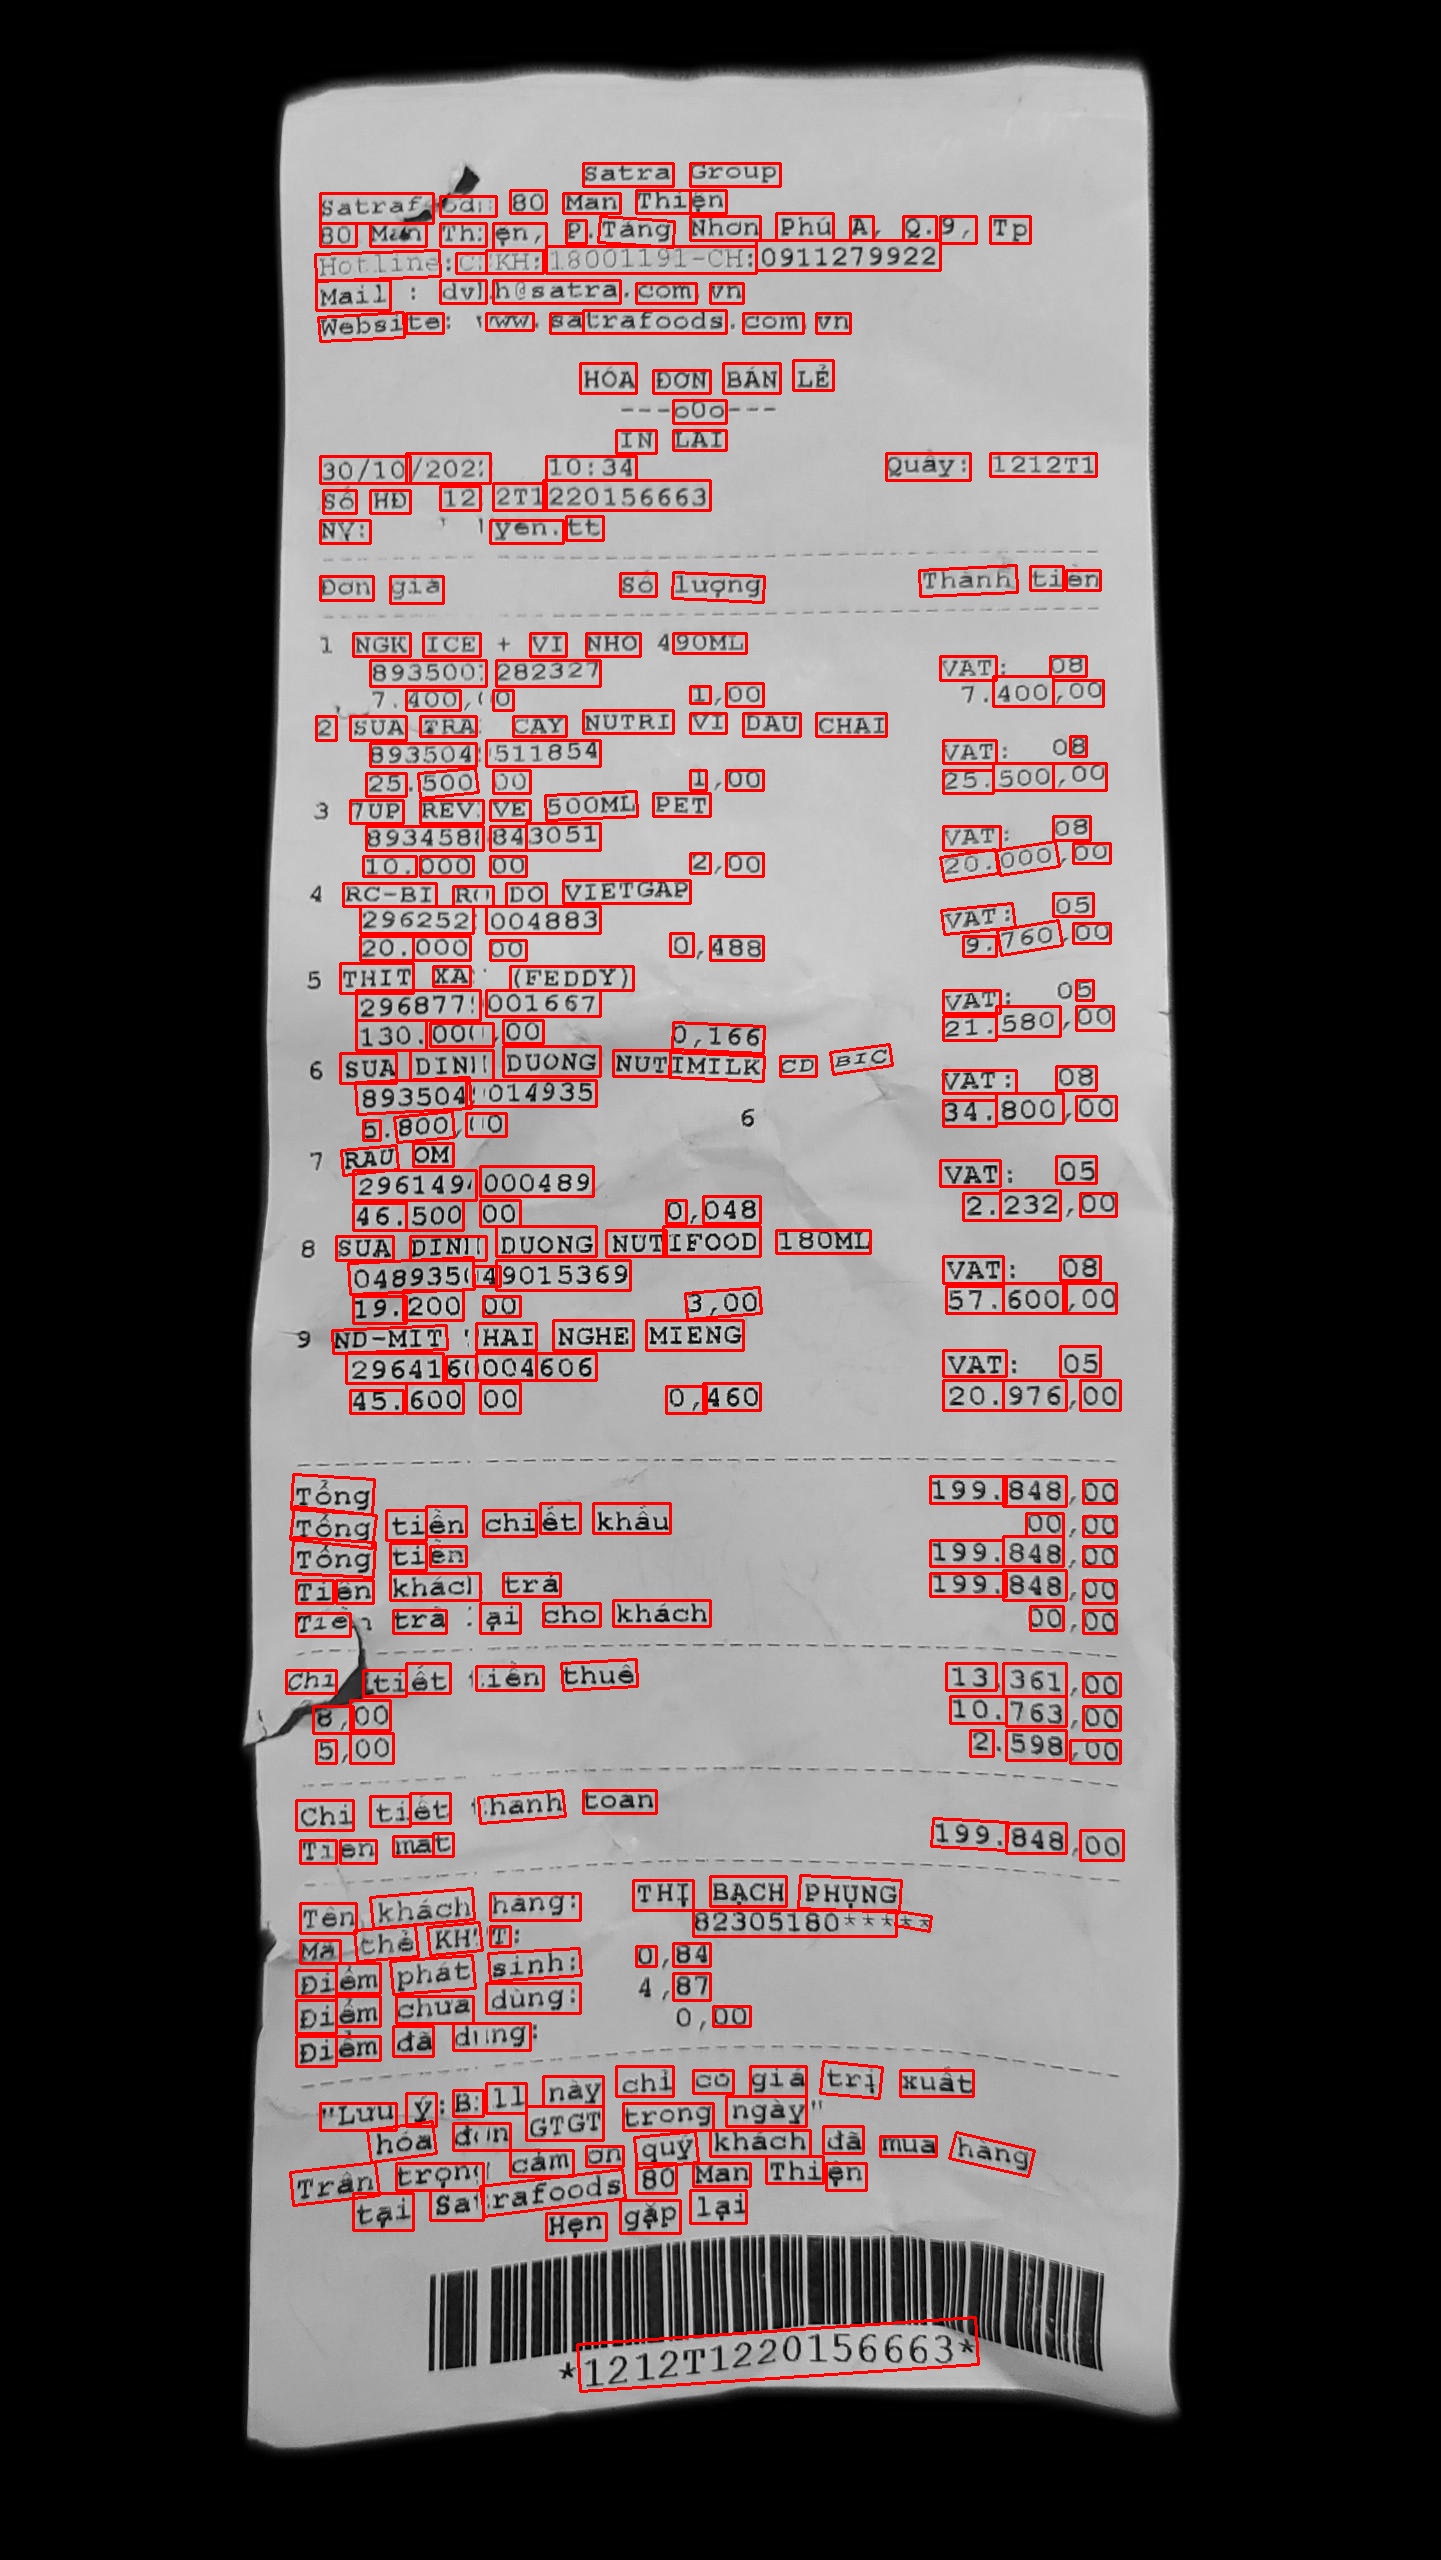 Satra Group
80 Man Thiện
80 Man Thiện, P.Tăng Nhơn Phú A, Q.9, Tp
Hotline: KH:18001191-CH:0911279922
Mail : h@satra.com.vn
Website: www.satrafoods.com.vn
HÓA ĐƠN BÁN LẺ
---oOo---
IN LẠI
30/10/202 10:34 Quầy: 1212T1
Số HĐ 1212T1220156663
NV: yen.tt
Đơn giá Số lượng Thành tiền
1 NGK ICE + VI NHO 490ML
893500 282327 VAT: 08
7.400,00 1,00 7.400,00
2 SUA TRA CAY NUTRI VI DAU CHAI
893504 511854 VAT: 08
25.500 00 1,00 25.500,00
3 7UP REV VE 500ML PET
893458 843051 VAT: 08
10.000 00 2,00 20.000,00
4 RC-BI RO DO VIETGAP
296252 004883 VAT: 05
20.000 00 0,488 9.760,00
5 THIT XA (FEDDY)
296877 001667 VAT: 05
130.000,00 0,166 21.580,00
6 SUA DINH DUONG NUTIMILK CD BIC
893504 014935 VAT: 08
5.800,00 6 34.800,00
7 RAU OM
296149 000489 VAT: 05
46.500 00 0,048 2.232,00
8 SUA DINH DUONG NUTIFOOD 180ML
048935049015369 VAT: 08
19.200 00 3,00 57.600,00
9 ND-MIT THAI NGHE MIENG
2964160004606 VAT: 05
45.600 00 0,460 20.976,00
Tổng 199.848,00
Tổng tiền chiết khấu 00,00
Tổng tiền 199.848,00
Tiền khách trả 199.848,00
Tiền trả lại cho khách 00,00
Chi tiết tiền thuế 13.361,00
8,00 10.763,00
5,00 2.598,00
Chi tiết thanh toán
Tiền mặt 199.848,00
Tên khách hàng: THỊ BẠCH PHỤNG
Mã thẻ KHTT: 82305180*****
Điểm phát sinh: 0,84
Điểm chưa dùng: 4,87
Điểm đã dùng: 0,00
"Lưu ý:Bill này chỉ có giá trị xuất
hóa đơn GTGT trong ngày"
Trân trọng cảm ơn quý khách đã mua hàng
tại Satrafoods 80 Man Thiện
Hẹn gặp lại
*1212T1220156663*